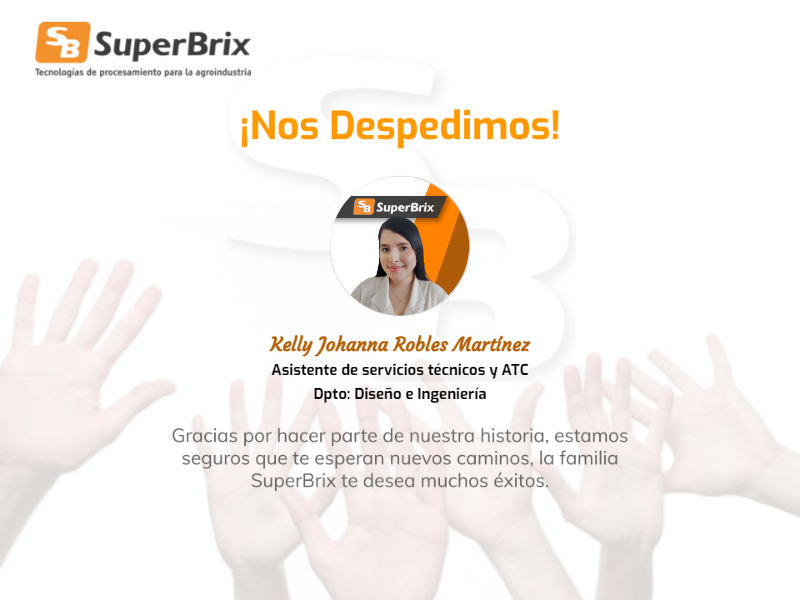 SB SuperBrix
Tecnologías de procesamiento para la agroindustria
¡Nos Despedimos!
SB SuperBrix
Kelly Johanna Robles Martínez
Asistente de servicios técnicos y ATC
Dpto: Diseño e Ingeniería
Gracias por hacer parte de nuestra historia, estamos
seguros que te esperan nuevos caminos, la familia
SuperBrix te desea muchos éxitos.